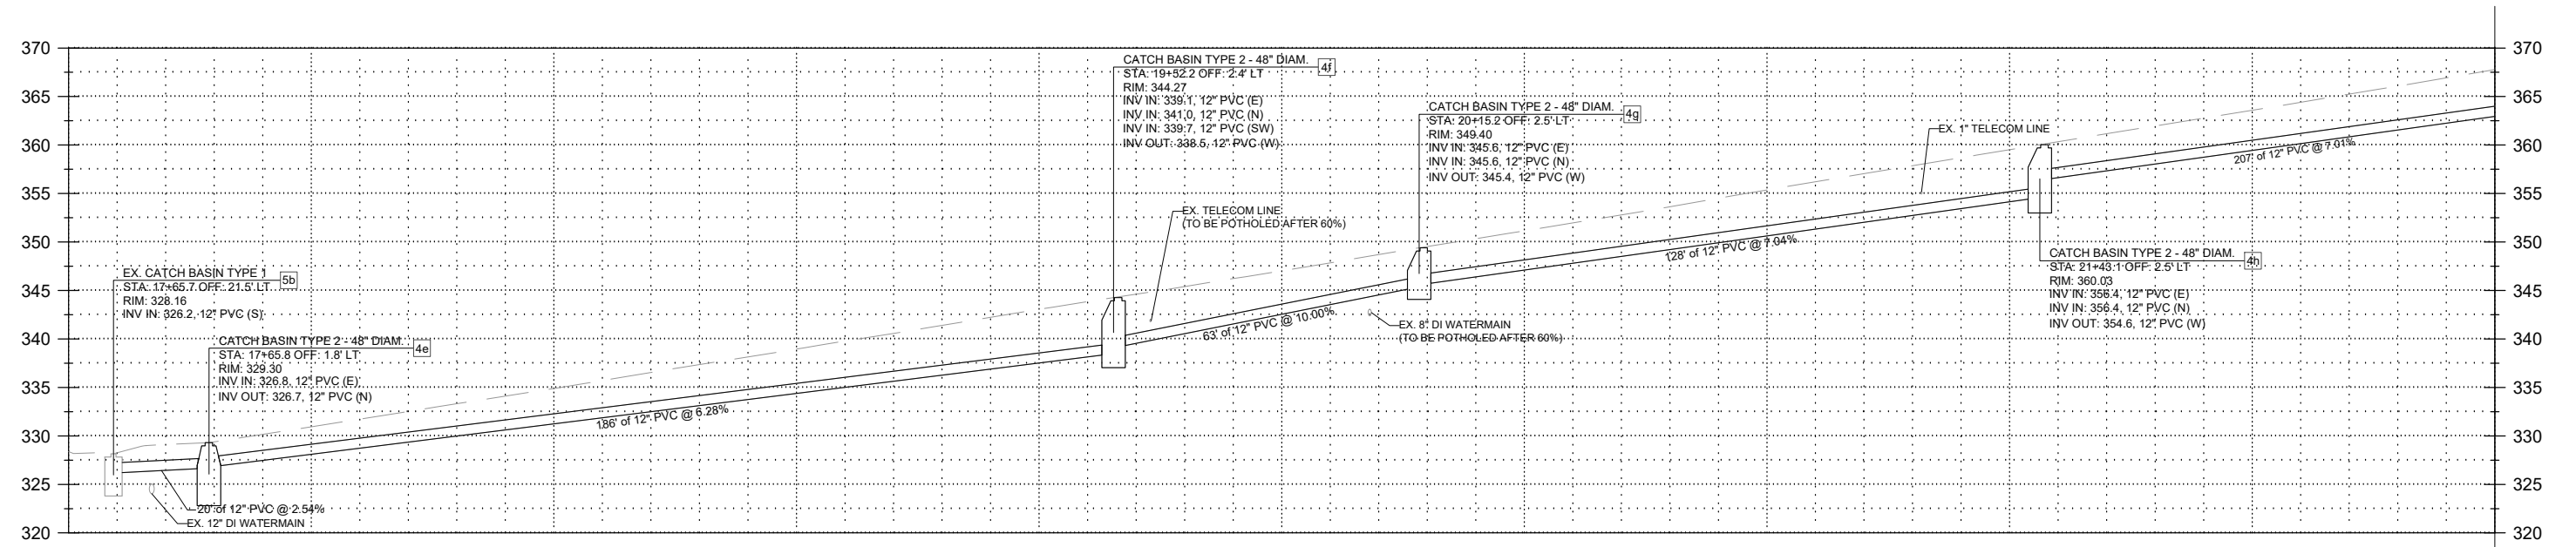 370
365
360
355
350
345
340
335
330
325
320
EX. CATCH BASIN TYPE 1
5b
STA: 17+65.7 OFF: 21.5' LT
RIM: 328.16
INV IN: 326.2, 12" PVC (S)
CATCH BASIN TYPE 2 - 48" DIAM.
4e
STA: 17+65.8 OFF: 1.8' LT
RIM: 329.30
INV IN: 326.8, 12" PVC (E)
INV OUT: 326.7, 12" PVC (N)
20' of 12" PVC @ 2.54%
EX. 12" DI WATERMAIN
186' of 12" PVC @ 6.28%
CATCH BASIN TYPE 2 - 48" DIAM.
4f
STA: 19+52.2 OFF: 2.4' LT
RIM: 344.27
INV IN: 339.1, 12" PVC (E)
INV IN: 341.0, 12" PVC (N)
INV IN: 339.7, 12" PVC (SW)
INV OUT: 338.5, 12" PVC (W)
EX. TELECOM LINE
(TO BE POTHOLED AFTER 60%)
63' of 12" PVC @ 10.00%
CATCH BASIN TYPE 2 - 48" DIAM.
4g
STA: 20+15.2 OFF: 2.5' LT
RIM: 349.40
INV IN: 345.6, 12" PVC (E)
INV IN: 345.6, 12" PVC (N)
INV OUT: 345.4, 12" PVC (W)
EX. 8" DI WATERMAIN
(TO BE POTHOLED AFTER 60%)
128' of 12" PVC @ 7.04%
EX. 1" TELECOM LINE
CATCH BASIN TYPE 2 - 48" DIAM.
4h
STA: 21+43.1 OFF: 2.5' LT
RIM: 360.03
INV IN: 356.4, 12" PVC (E)
INV IN: 356.4, 12" PVC (N)
INV OUT: 354.6, 12" PVC (W)
207' of 12" PVC @ 7.01%
370
365
360
355
350
345
340
335
330
325
320